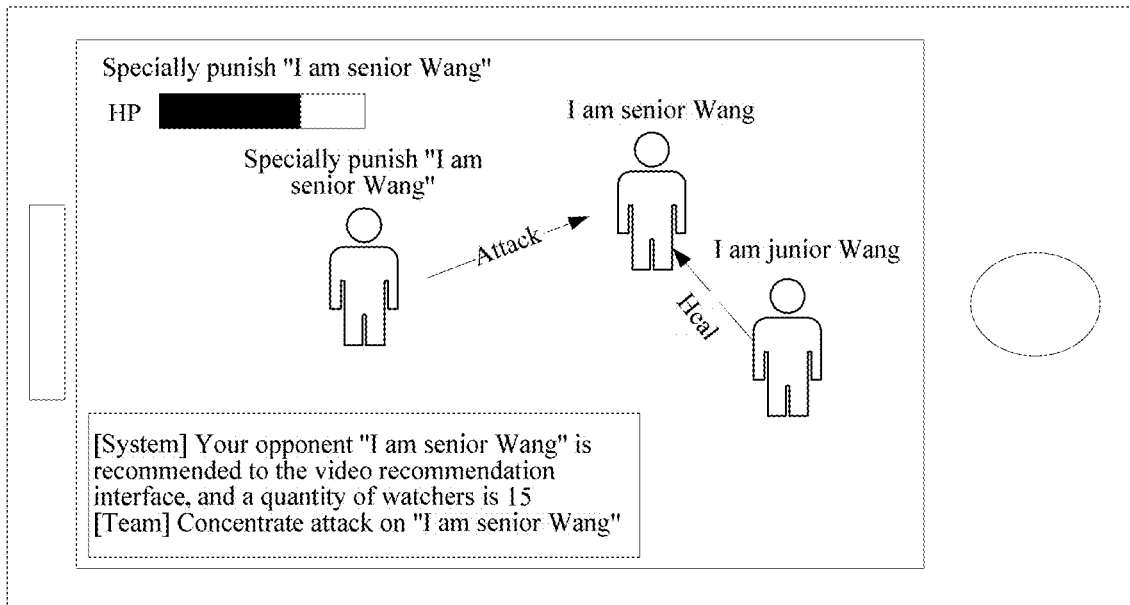 Specially punish "I am senior Wang"
HP
I am senior Wang
Specially punish "I am
senior Wang"
Attack
I am junior Wang
Heal
[System] Your opponent "I am senior Wang" is
recommended to the video recommendation
interface, and a quantity of watchers is 15
[Team] Concentrate attack on "I am senior Wang"